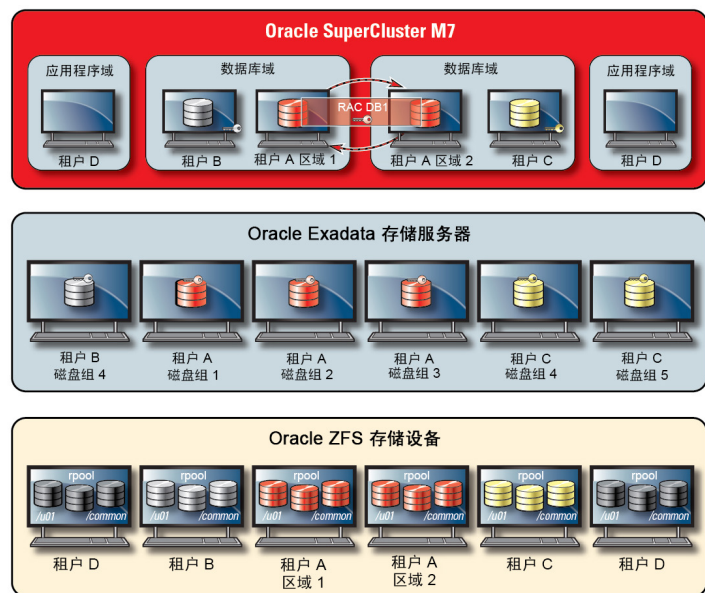 Oracle SuperCluster M7
应用程序域
数据库域
数据库域
应用程序域
RAC DB1
租户 D
租户 B
租户 A 区域 1
租户 A 区域 2
租户 C
租户 D
Oracle Exadata 存储服务器
租户 B
磁盘组 4
租户 A
磁盘组 1
租户 A
磁盘组 2
租户 A
磁盘组 3
租户 C
磁盘组 4
租户 C
磁盘组 5
Oracle ZFS 存储设备
rpool
/u01
/common
租户 D
rpool
/u01
/common
租户 B
rpool
/u01
/common
租户 A
区域 1
rpool
/u01
/common
租户 A
区域 2
rpool
/u01
/common
租户 C
rpool
/u01
/common
租户 D